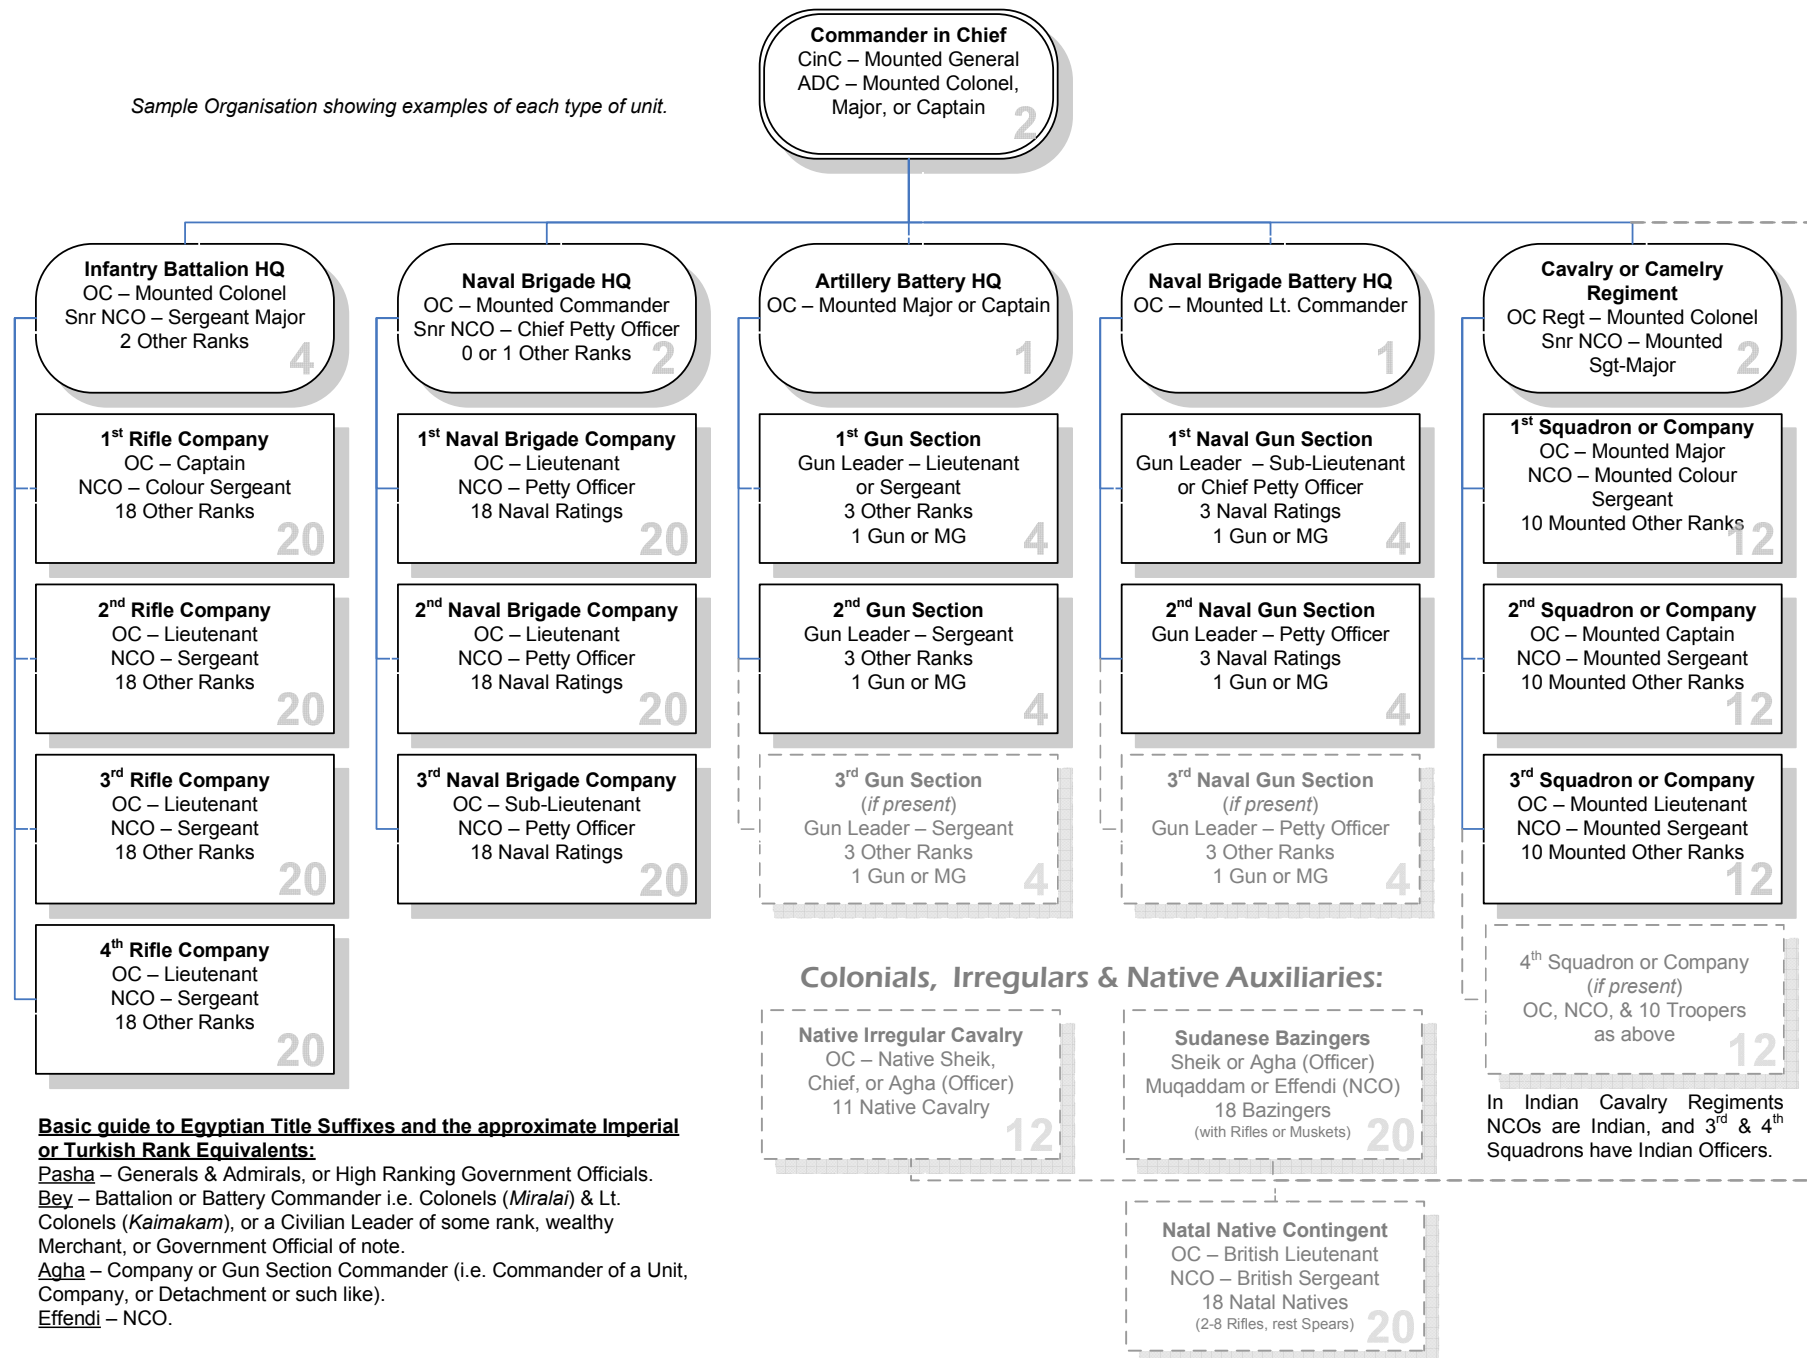 Sample Organisation showing examples of each type of unit.
Commander in Chief
CinC – Mounted General
ADC – Mounted Colonel,
Major, or Captain
2
Infantry Battalion HQ
OC – Mounted Colonel
Snr NCO – Sergeant Major
2 Other Ranks
4
1st Rifle Company
OC – Captain
NCO – Colour Sergeant
18 Other Ranks
20
2nd Rifle Company
OC – Lieutenant
NCO – Sergeant
18 Other Ranks
20
3rd Rifle Company
OC – Lieutenant
NCO – Sergeant
18 Other Ranks
20
4th Rifle Company
OC – Lieutenant
NCO – Sergeant
18 Other Ranks
20
Naval Brigade HQ
OC – Mounted Commander
Snr NCO – Chief Petty Officer
0 or 1 Other Ranks
2
1st Naval Brigade Company
OC – Lieutenant
NCO – Petty Officer
18 Naval Ratings
20
2nd Naval Brigade Company
OC – Lieutenant
NCO – Petty Officer
18 Naval Ratings
20
3rd Naval Brigade Company
OC – Sub-Lieutenant
NCO – Petty Officer
18 Naval Ratings
20
Artillery Battery HQ
OC – Mounted Major or Captain
1
1st Gun Section
Gun Leader – Lieutenant
or Sergeant
3 Other Ranks
1 Gun or MG
4
2nd Gun Section
Gun Leader – Sergeant
3 Other Ranks
1 Gun or MG
4
3rd Gun Section
(if present)
Gun Leader – Sergeant
3 Other Ranks
1 Gun or MG
4
Naval Brigade Battery HQ
OC – Mounted Lt. Commander
1
1st Naval Gun Section
Gun Leader – Sub-Lieutenant
or Chief Petty Officer
3 Naval Ratings
1 Gun or MG
4
2nd Naval Gun Section
Gun Leader – Petty Officer
3 Naval Ratings
1 Gun or MG
4
3rd Naval Gun Section
(if present)
Gun Leader – Petty Officer
3 Other Ranks
1 Gun or MG
4
Cavalry or Camelry
Regiment
OC Regt – Mounted Colonel
Snr NCO – Mounted
Sgt-Major
2
1st Squadron or Company
OC – Mounted Major
NCO – Mounted Colour
Sergeant
10 Mounted Other Ranks
12
2nd Squadron or Company
OC – Mounted Captain
NCO – Mounted Sergeant
10 Mounted Other Ranks
12
3rd Squadron or Company
OC – Mounted Lieutenant
NCO – Mounted Sergeant
10 Mounted Other Ranks
12
4th Squadron or Company
(if present)
OC, NCO, & 10 Troopers
as above
12
In Indian Cavalry Regiments
NCOs are Indian, and 3rd & 4th
Squadrons have Indian Officers.
Colonials, Irregulars & Native Auxiliaries:
Native Irregular Cavalry
OC – Native Sheik,
Chief, or Agha (Officer)
11 Native Cavalry
12
Sudanese Bazingers
Sheik or Agha (Officer)
Muqaddam or Effendi (NCO)
18 Bazingers
(with Rifles or Muskets)
20
Natal Native Contingent
OC – British Lieutenant
NCO – British Sergeant
18 Natal Natives
(2-8 Rifles, rest Spears)
20
Basic guide to Egyptian Title Suffixes and the approximate Imperial
or Turkish Rank Equivalents:
Pasha – Generals & Admirals, or High Ranking Government Officials.
Bey – Battalion or Battery Commander i.e. Colonels (Miralai) & Lt.
Colonels (Kaimakam), or a Civilian Leader of some rank, wealthy
Merchant, or Government Official of note.
Agha – Company or Gun Section Commander (i.e. Commander of a Unit,
Company, or Detachment or such like).
Effendi – NCO.